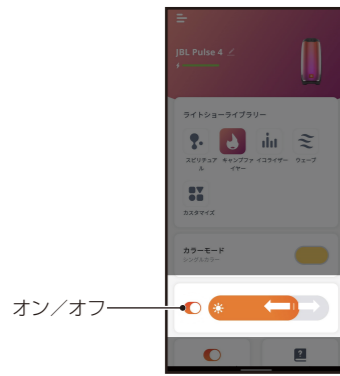 JBL Pulse 4
ライトショーライブラリー
スピリチュアル
キャンプファイヤー
イコライザー
ウェーブ
カスタマイズ
カラーモード
シングルカラー
オン／オフ
?